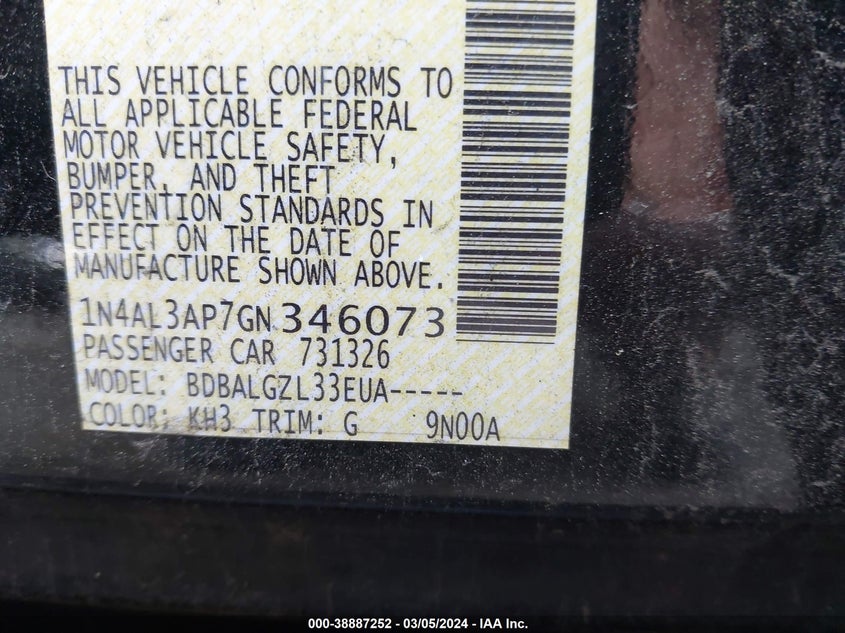 THIS VEHICLE CONFORMS TO
ALL APPLICABLE FEDERAL
MOTOR VEHICLE SAFETY,
BUMPER, AND THEFT
PREVENTION STANDARDS IN
EFFECT ON THE DATE OF
MANUFACTURE SHOWN ABOVE.
1N4AL3AP7GN346073
PASSENGER CAR 731326
MODEL: BDBALGZL33EUA-----
COLOR: KH3 TRIM: G 9N00A
000-38887252 - 03/05/2024 - IAA Inc.